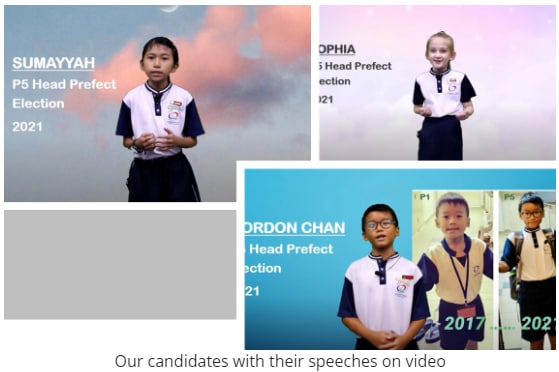 SUMAYYAH
P5 Head Prefect
Election
2021
OPHIA
5 Head Prefect
ection
021
ORDON CHAN
Head Prefect
ection
21
P1
P5
2017 ...... 2021
Our candidates with their speeches on video